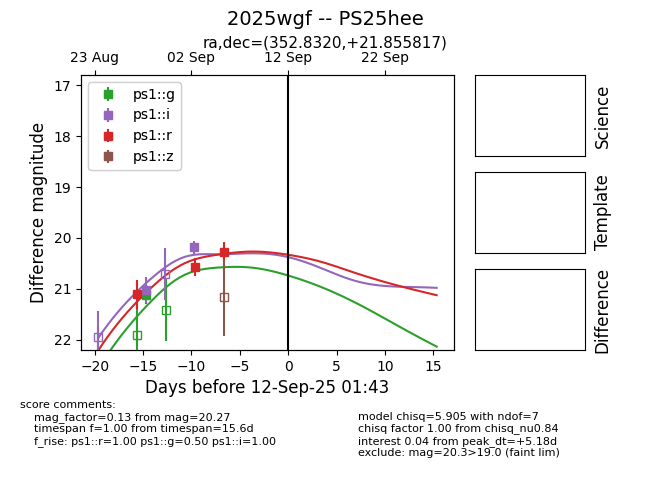 2025wgf -- PS25hee
ra,dec=(352.8320,+21.855817)
23 Aug 02 Sep 12 Sep 22 Sep
ps1::g
ps1::i
ps1::r
ps1::z
17
18
19
20
21
22
Difference magnitude
−20 −15 −10 −5 0 5 10 15
Days before 12-Sep-25 01:43
Science
Template
Difference
score comments:
mag_factor=0.13 from mag=20.27
timespan f=1.00 from timespan=15.6d
f_rise: ps1::r=1.00 ps1::g=0.50 ps1::i=1.00
model chisq=5.905 with ndof=7
chisq factor 1.00 from chisq_nu0.84
interest 0.04 from peak_dt=+5.18d
exclude: mag=20.3>19.0 (faint lim)